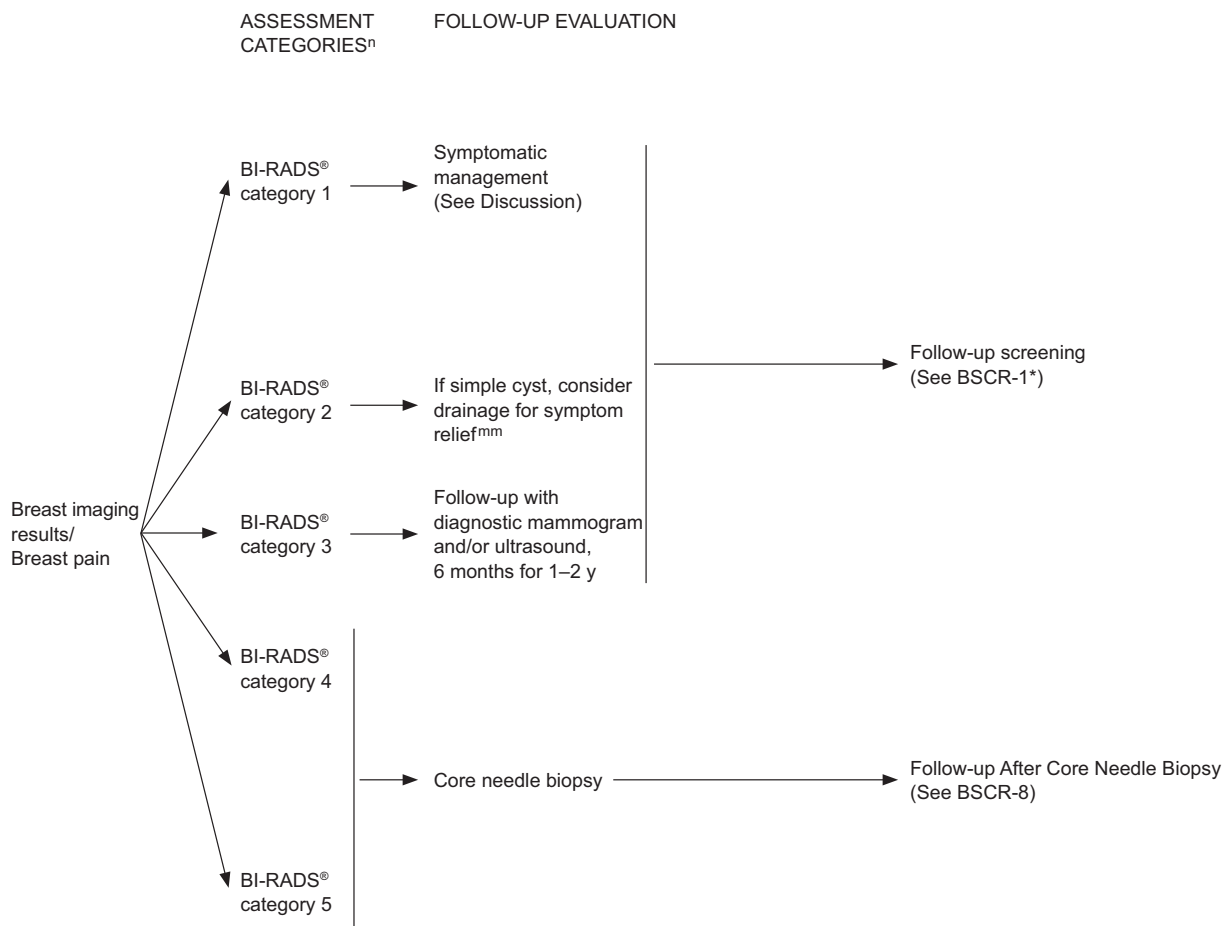 ASSESSMENT
CATEGORIESⁿ
FOLLOW-UP EVALUATION
BI-RADS®
category 1
Symptomatic
management
(See Discussion)
BI-RADS®
category 2
If simple cyst, consider
drainage for symptom
reliefᵐᵐ
Follow-up screening
(See BSCR-1*)
Breast imaging
results/
Breast pain
BI-RADS®
category 3
Follow-up with
diagnostic mammogram
and/or ultrasound,
6 months for 1–2 y
BI-RADS®
category 4
Core needle biopsy
Follow-up After Core Needle Biopsy
(See BSCR-8)
BI-RADS®
category 5